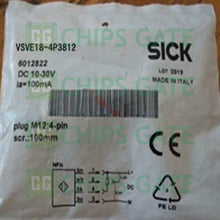 VSVE18-4P3812
SICK
6012822
DC 10-30V
Ia=100mA
LOT 0919
MADE IN ITALY
plug M12;4-pin
scr.:100mm
NPN
L+
M
CE
PE LD
CHIPS GATE